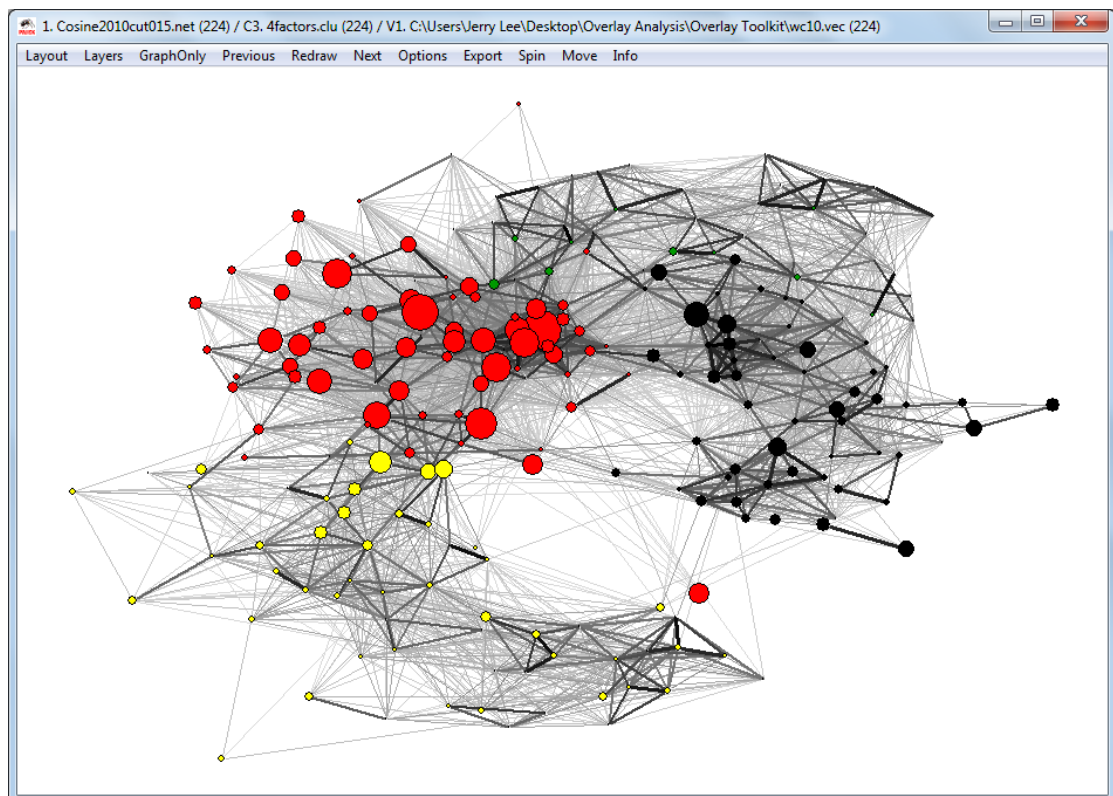 1. Cosine2010cut015.net (224) / C3. 4factors.clu (224) / V1. C:\Users\Jerry Lee\Desktop\Overlay Analysis\Overlay Toolkit\wc10.vec (224)
Layout Layers GraphOnly Previous Redraw Next Options Export Spin Move Info